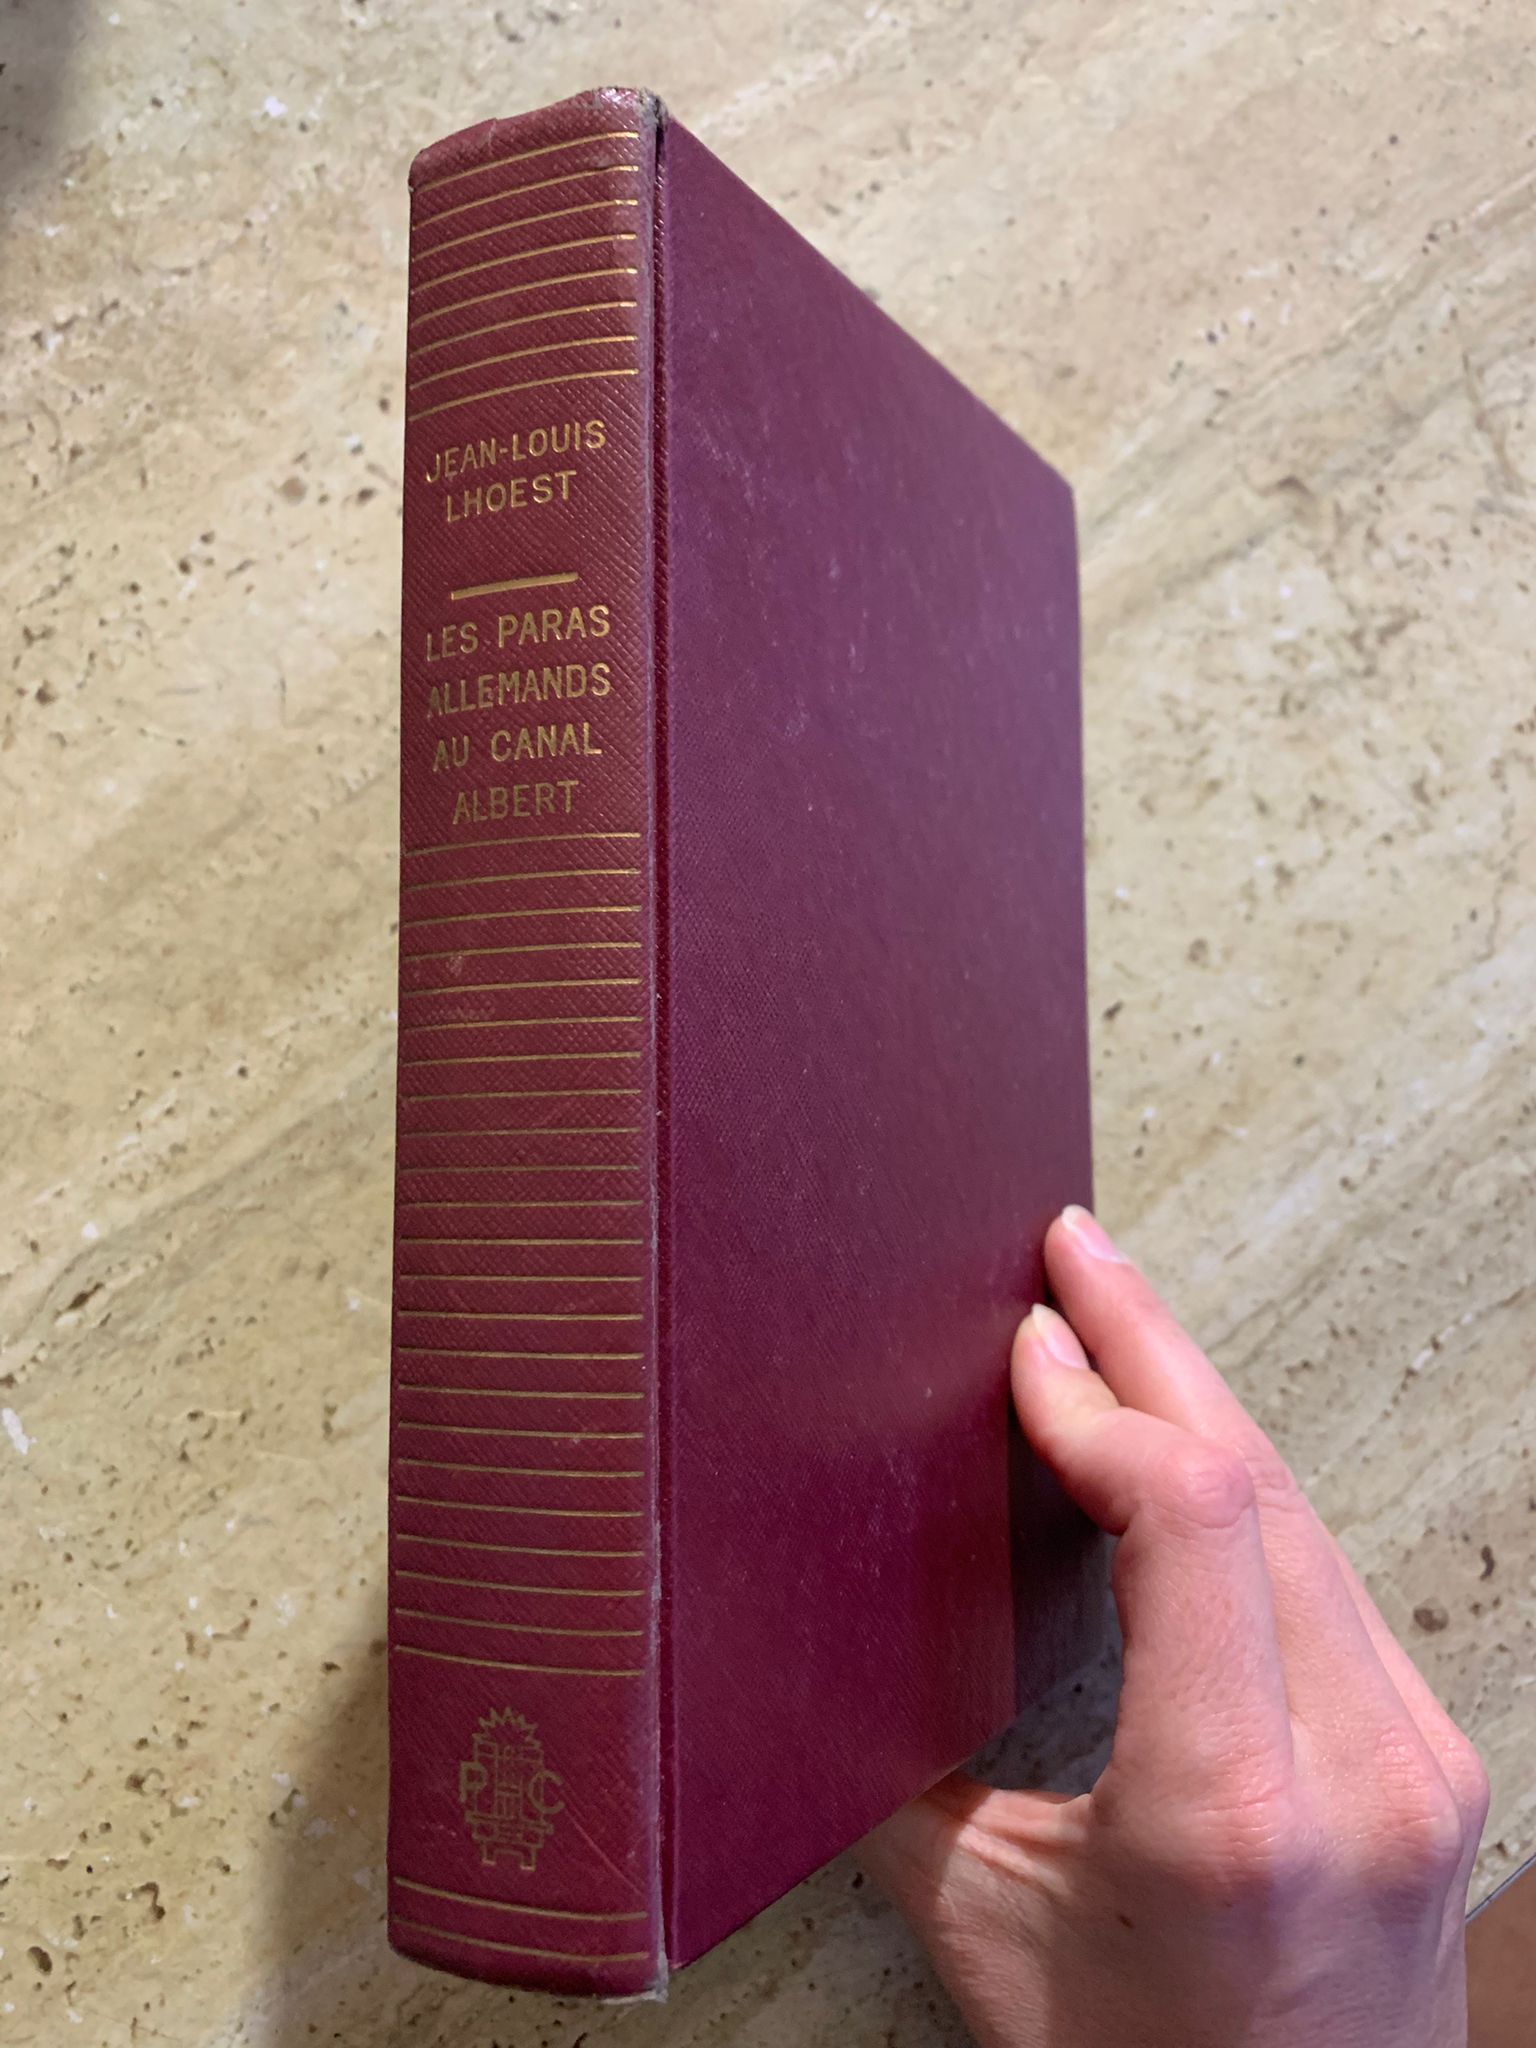 JEAN-LOUIS
LHOEST
LES PARAS
ALLEMANDS
AU CANAL
ALBERT
P C